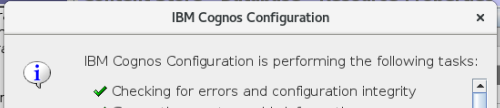 IBM Cognos Configuration
IBM Cognos Configuration is performing the following tasks:
Checking for errors and configuration integrity